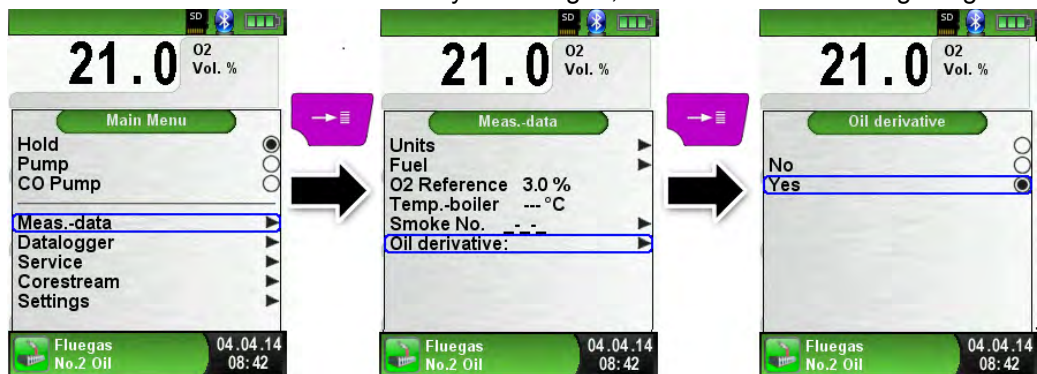 SD
21.0 O2 Vol. %
Main Menu
Hold
Pump
CO Pump
Meas.-data
Datalogger
Service
Corestream
Settings
Fluegas 04.04.14
No.2 Oil 08:42
SD
21.0 O2 Vol. %
Meas.-data
Units
Fuel
O2 Reference 3.0 %
Temp.-boiler --- °C
Smoke No. _-_-_
Oil derivative:
Fluegas 04.04.14
No.2 Oil 08:42
SD
21.0 O2 Vol. %
Oil derivative
No
Yes
Fluegas 04.04.14
No.2 Oil 08:42